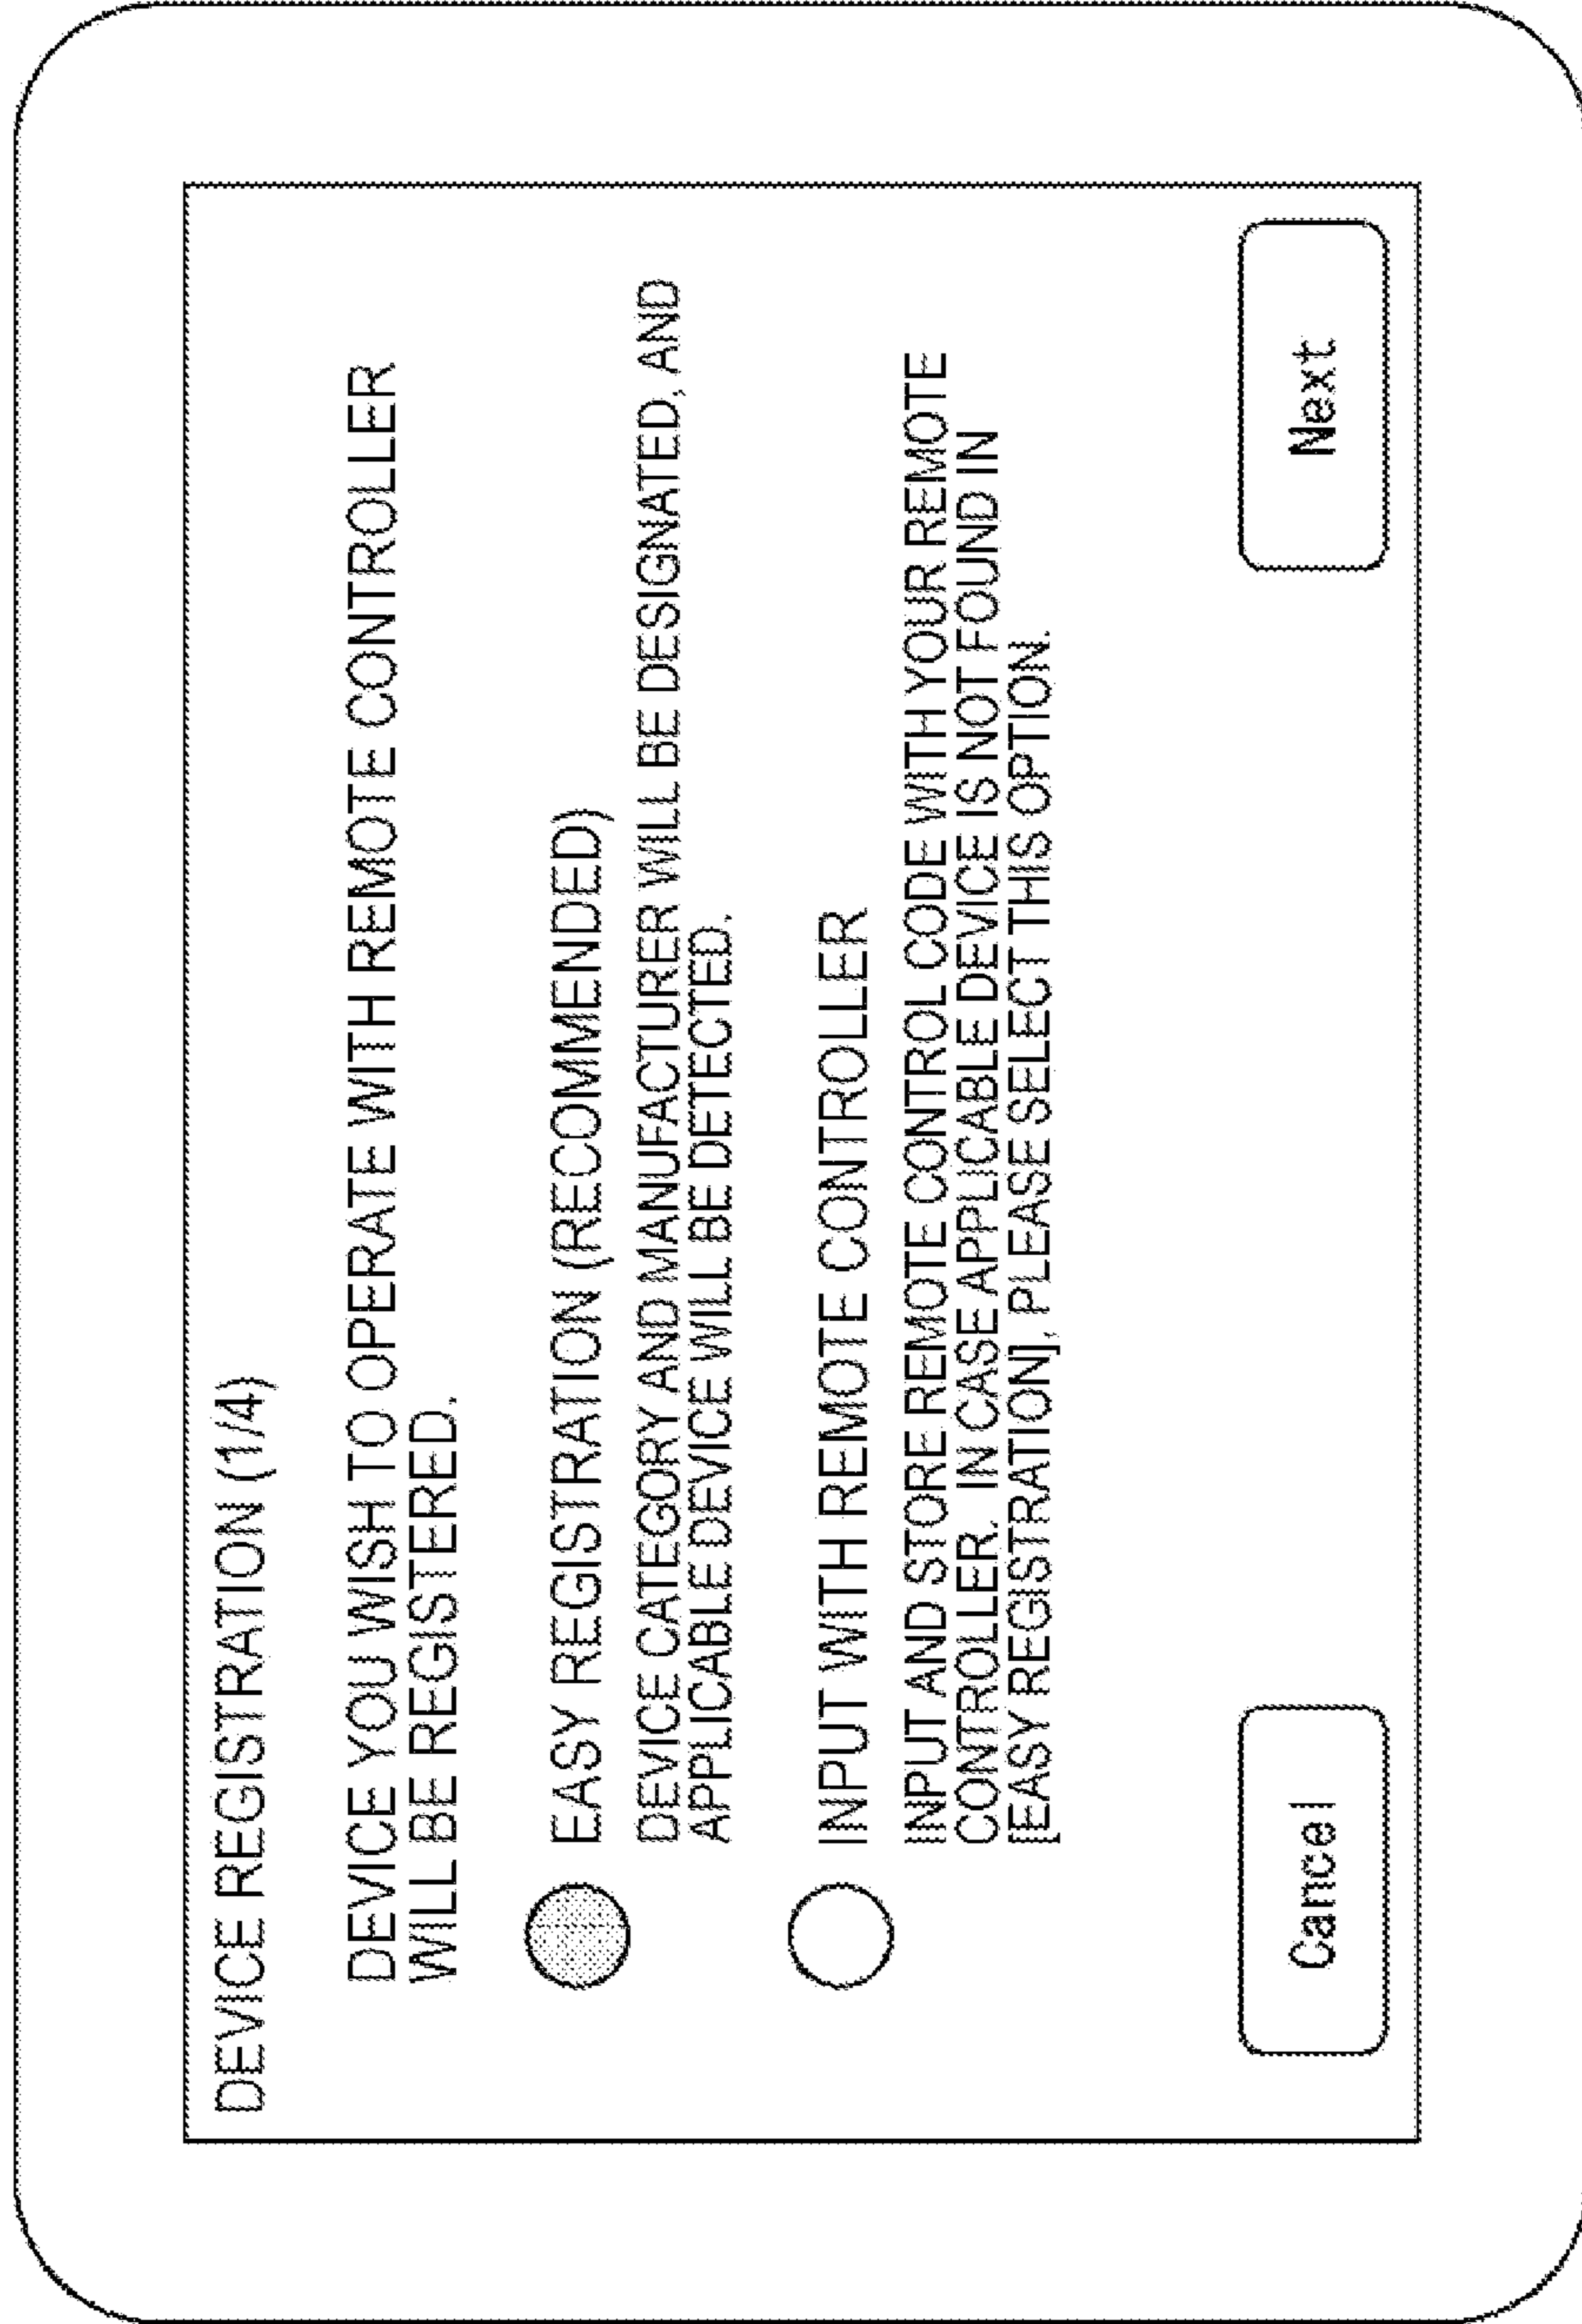 DEVICE REGISTRATION (1/4)
DEVICE YOU WISH TO OPERATE WITH REMOTE CONTROLLER
WILL BE REGISTERED.
EASY REGISTRATION (RECOMMENDED)
DEVICE CATEGORY AND MANUFACTURER WILL BE DESIGNATED, AND
APPLICABLE DEVICE WILL BE DETECTED.
INPUT WITH REMOTE CONTROLLER
INPUT AND STORE REMOTE CONTROL CODE WITH YOUR REMOTE
CONTROLLER. IN CASE APPLICABLE DEVICE IS NOT FOUND IN
[EASY REGISTRATION], PLEASE SELECT THIS OPTION.
Cancel
Next